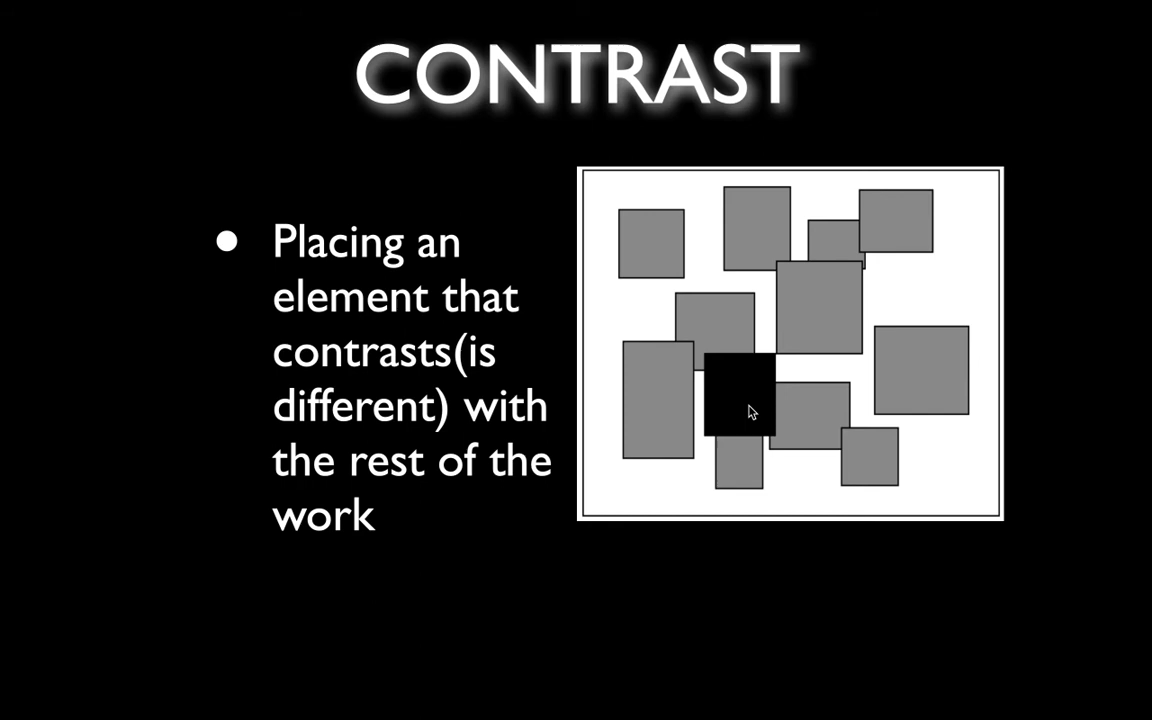 CONTRAST
● Placing an
element that
contrasts(is
different) with
the rest of the
work